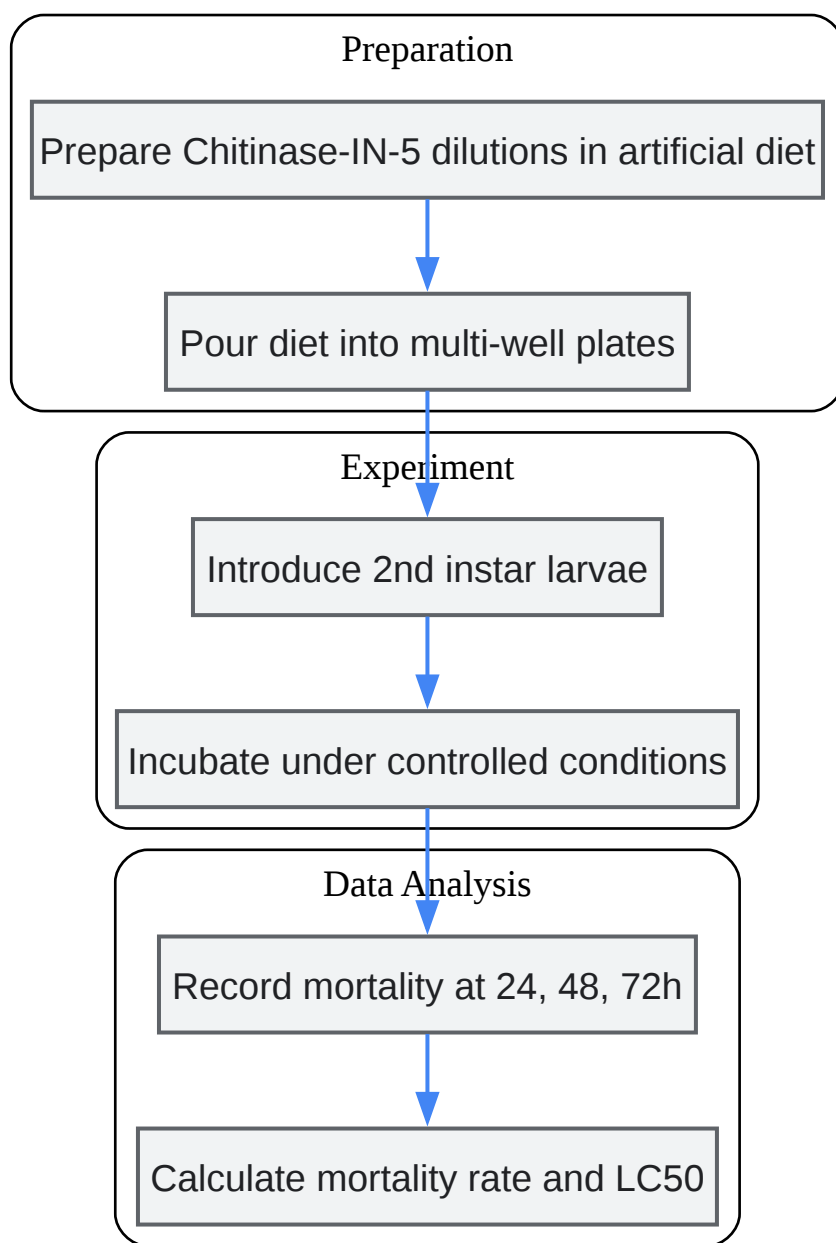 Preparation
Prepare Chitinase-IN-5 dilutions in artificial diet
Pour diet into multi-well plates
Experiment
Introduce 2nd instar larvae
Incubate under controlled conditions
Data Analysis
Record mortality at 24, 48, 72h
Calculate mortality rate and LC50